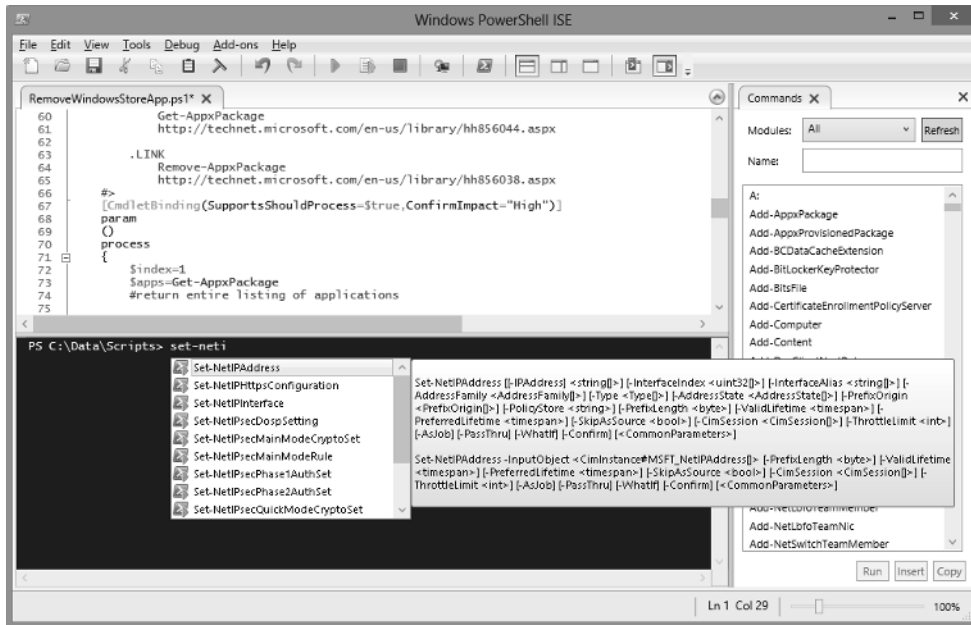 Windows PowerShell ISE
File Edit View Tools Debug Add-ons Help
RemoveWindowsStoreApp.ps1* X
60 Get-AppxPackage
61 http://technet.microsoft.com/en-us/library/hh856044.aspx
62
63 .LINK
64 Remove-AppxPackage
65 http://technet.microsoft.com/en-us/library/hh856038.aspx
66 #>
67 [CmdletBinding(SupportsShouldProcess=$true,ConfirmImpact="High")]
68 param
69 ()
70 process
71 {
72 $index=1
73 $apps=Get-AppxPackage
74 #return entire listing of applications
75
PS C:\Data\Scripts> set-neti
Set-NetIPAddress
Set-NetIPHttpsConfiguration
Set-NetIPInterface
Set-NetIPsecDospSetting
Set-NetIPsecMainModeCryptoSet
Set-NetIPsecMainModeRule
Set-NetIPsecPhase1AuthSet
Set-NetIPsecPhase2AuthSet
Set-NetIPsecQuickModeCryptoSet
Set-NetIPAddress [[-IPAddress] <string[]>] [-InterfaceIndex <uint32[]>] [-InterfaceAlias <string[]>] [-
AddressFamily <AddressFamily[]>] [-Type <Type[]>] [-AddressState <AddressState[]>] [-PrefixOrigin
<PrefixOrigin[]>] [-PolicyStore <string>] [-PrefixLength <byte>] [-ValidLifetime <timespan>] [-
PreferredLifetime <timespan>] [-SkipAsSource <bool>] [-CimSession <CimSession[]>] [-ThrottleLimit <int>]
[-AsJob] [-PassThru] [-WhatIf] [-Confirm] [<CommonParameters>]
Set-NetIPAddress -InputObject <CimInstance#MSFT_NetIPAddress[]> [-PrefixLength <byte>] [-ValidLifetime
<timespan>] [-PreferredLifetime <timespan>] [-SkipAsSource <bool>] [-CimSession <CimSession[]>] [-
ThrottleLimit <int>] [-AsJob] [-PassThru] [-WhatIf] [-Confirm] [<CommonParameters>]
Commands X
Modules: All Refresh
Name:
A:
Add-AppxPackage
Add-AppxProvisionedPackage
Add-BCDataCacheExtension
Add-BitLockerKeyProtector
Add-BitsFile
Add-CertificateEnrollmentPolicyServer
Add-Computer
Add-Content
Add-NetLbfoTeamMember
Add-NetLbfoTeamNic
Add-NetSwitchTeamMember
Run Insert Copy
Ln 1 Col 29 100%